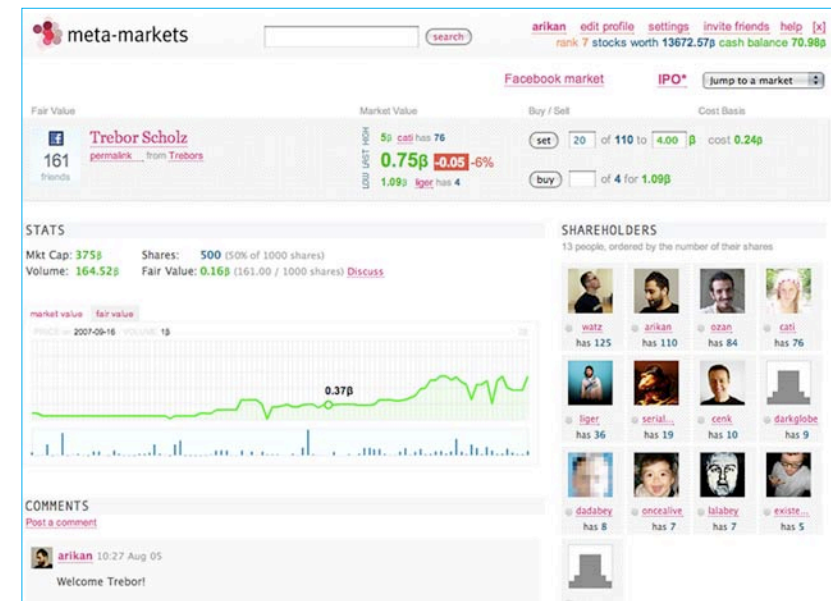 meta-markets
search
arikan edit profile settings invite friends help [x]
rank 7 stocks worth 13672.57β cash balance 70.98β
Facebook market IPO* Jump to a market
Fair Value Market Value Buy / Sell Cost Basis
161
friends
Trebor Scholz
permalink from Trebors
LOW LAST HIGH
5β cati has 76
0.75β -0.05 -6%
1.09β liger has 4
set 20 of 110 to 4.00 β cost 0.24β
buy of 4 for 1.09β
STATS
Mkt Cap: 375β Shares: 500 (50% of 1000 shares)
Volume: 164.52β Fair Value: 0.16β (161.00 / 1000 shares) Discuss
market value fair value
PRICE on 2007-09-16 VOLUME 1β
0.37β
SHAREHOLDERS
13 people, ordered by the number of their shares
watz arikan ozan cati
has 125 has 110 has 84 has 76
liger serial... cenk darkglobe
has 36 has 19 has 10 has 9
dadabey oncealive lalabey existe...
has 8 has 7 has 7 has 5
COMMENTS
Post a comment
arikan 10:27 Aug 05
Welcome Trebor!